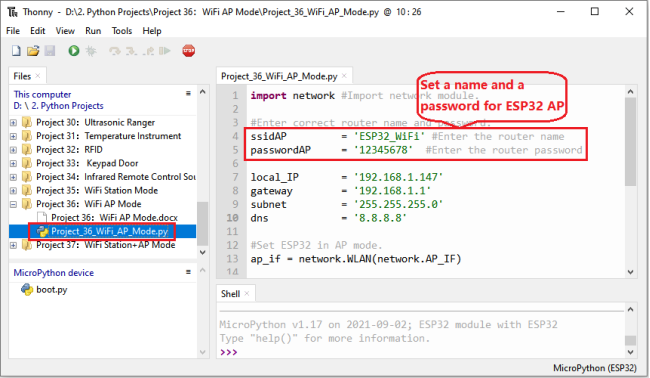 Thonny - D:\2. Python Projects\Project 36: WiFi AP Mode\Project_36_WiFi_AP_Mode.py @ 10 : 26
File Edit View Run Tools Help
STOP
Files ×
This computer
D: \ 2. Python Projects
Project 30: Ultrasonic Ranger
Project 31: Temperature Instrument
Project 32: RFID
Project 33: Keypad Door
Project 34: Infrared Remote Control Sou
Project 35: WiFi Station Mode
Project 36: WiFi AP Mode
Project 36: WiFi AP Mode.docx
Project_36_WiFi_AP_Mode.py
Project 37: WiFi Station+AP Mode
MicroPython device
boot.py
Project_36_WiFi_AP_Mode.py ×
Set a name and a
password for ESP32 AP
1 import network #Import network module.
2
3 #Enter correct router name and password.
4 ssidAP = 'ESP32_WiFi' #Enter the router name
5 passwordAP = '12345678' #Enter the router password
6
7 local_IP = '192.168.1.147'
8 gateway = '192.168.1.1'
9 subnet = '255.255.255.0'
10 dns = '8.8.8.8'
11
12 #Set ESP32 in AP mode.
13 ap_if = network.WLAN(network.AP_IF)
14
Shell ×
MicroPython v1.17 on 2021-09-02; ESP32 module with ESP32
Type "help()" for more information.
>>>
MicroPython (ESP32)